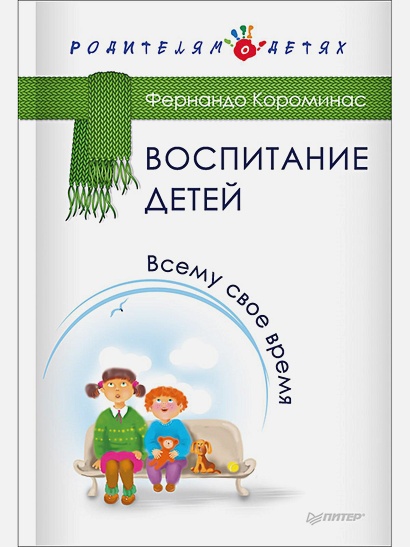 РОДИТЕЛЯМ О ДЕТЯХ
Фернандо Короминас
ВОСПИТАНИЕ
ДЕТЕЙ
Всему свое время
ПИТЕР®